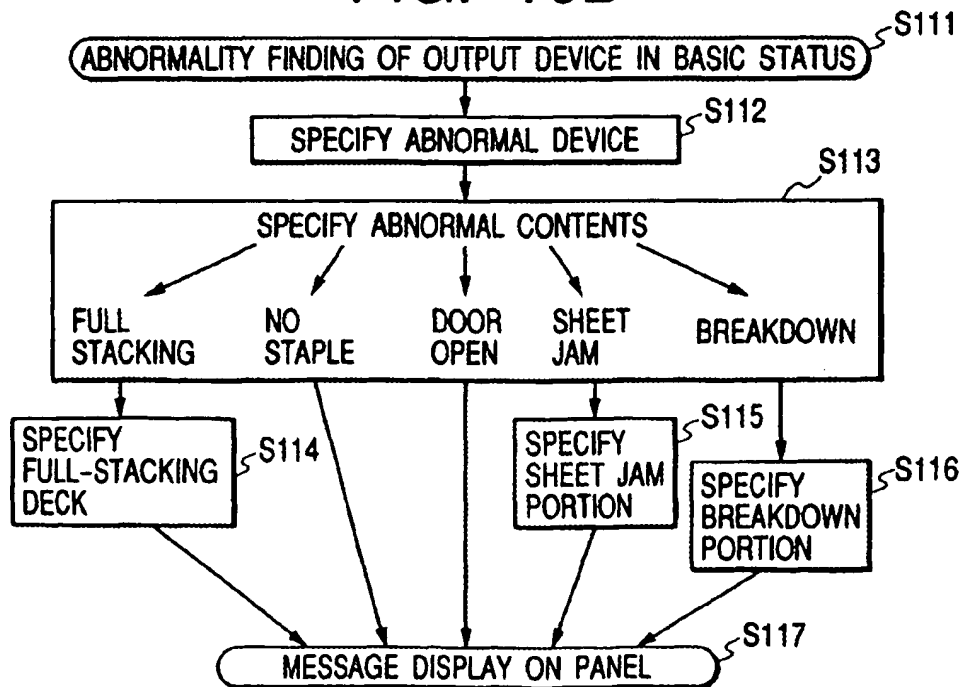 S111
ABNORMALITY FINDING OF OUTPUT DEVICE IN BASIC STATUS
S112
SPECIFY ABNORMAL DEVICE
S113
SPECIFY ABNORMAL CONTENTS
FULL
STACKING
NO
STAPLE
DOOR
OPEN
SHEET
JAM
BREAKDOWN
SPECIFY
FULL-STACKING
DECK
S114
SPECIFY
SHEET JAM
PORTION
S115
SPECIFY
BREAKDOWN
PORTION
S116
S117
MESSAGE DISPLAY ON PANEL